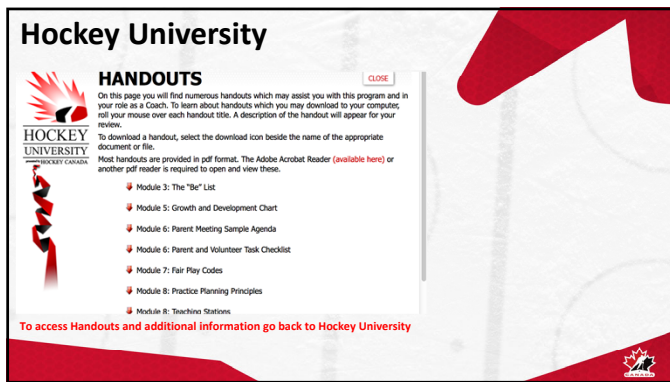 Hockey University
HANDOUTS
CLOSE
On this page you will find numerous handouts which may assist you with this program and in
your role as a Coach. To learn about handouts which you may download to your computer,
roll your mouse over each handout title. A description of the handout will appear for your
review.
To download a handout, select the download icon beside the name of the appropriate
document or file.
Most handouts are provided in pdf format. The Adobe Acrobat Reader (available here) or
another pdf reader is required to open and view these.
HOCKEY
UNIVERSITY
HOCKEY CANADA
Module 3: The "Be" List
Module 5: Growth and Development Chart
Module 6: Parent Meeting Sample Agenda
Module 6: Parent and Volunteer Task Checklist
Module 7: Fair Play Codes
Module 8: Practice Planning Principles
Module 8: Teaching Stations
To access Handouts and additional information go back to Hockey University
CANADA